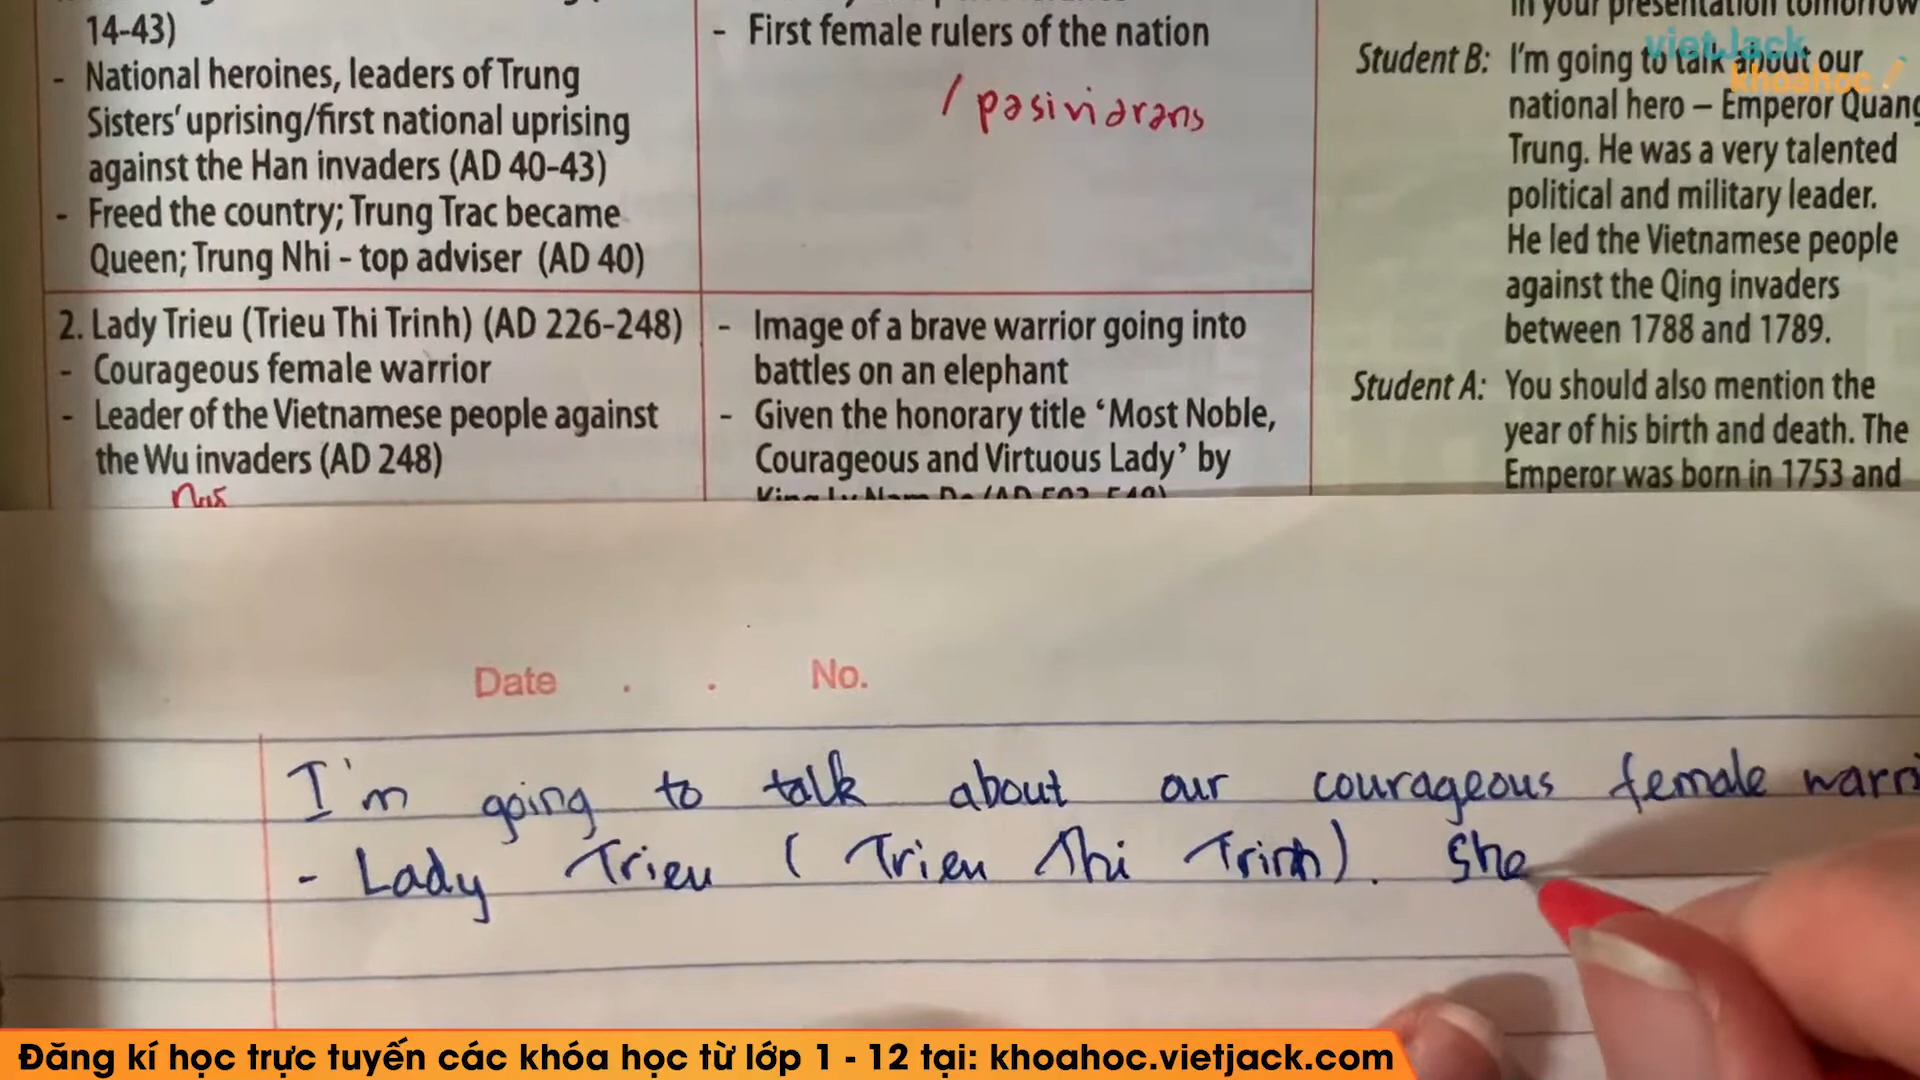 14-43)
- National heroines, leaders of Trung
Sisters' uprising/first national uprising
against the Han invaders (AD 40-43)
- Freed the country; Trung Trac became
Queen; Trung Nhi - top adviser (AD 40)
- First female rulers of the nation
/ pasiviarans
2. Lady Trieu (Trieu Thi Trinh) (AD 226-248)
- Courageous female warrior
- Leader of the Vietnamese people against
the Wu invaders (AD 248)
- Image of a brave warrior going into
battles on an elephant
- Given the honorary title ‘Most Noble,
Courageous and Virtuous Lady’ by
in your presentation tomorrow
Student B: I'm going to talk about our
national hero – Emperor Quang
Trung. He was a very talented
political and military leader.
He led the Vietnamese people
against the Qing invaders
between 1788 and 1789.
Student A: You should also mention the
year of his birth and death. The
Emperor was born in 1753 and
vietJack
khoahoc
Date . . No.
I'm going to talk about our courageous female warri
- Lady Trieu ( Trieu Thi Trinh). She
Đăng kí học trực tuyến các khóa học từ lớp 1 - 12 tại: khoahoc.vietjack.com